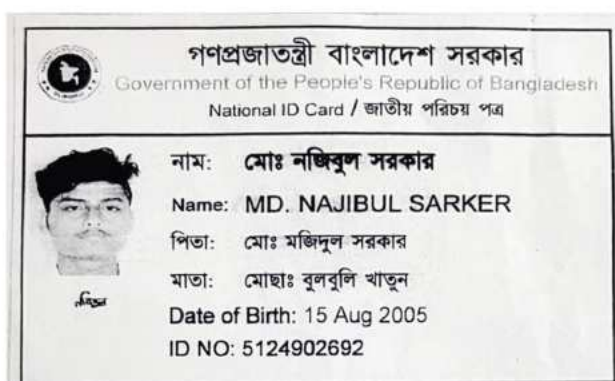 গণপ্রজাতন্ত্রী বাংলাদেশ সরকার
Government of the People's Republic of Bangladesh
National ID Card / জাতীয় পরিচয় পত্র
নাম: মোঃ নজিবুল সরকার
Name: MD. NAJIBUL SARKER
পিতা: মোঃ মজিদুল সরকার
মাতা: মোছাঃ বুলবুলি খাতুন
নজিবুল
Date of Birth: 15 Aug 2005
ID NO: 5124902692